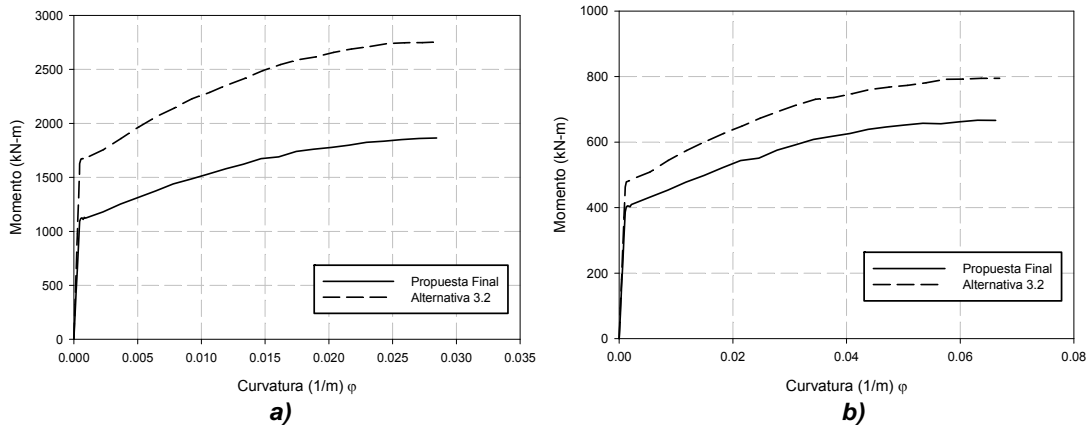 3000
2500
2000
1500
1000
500
0
Momento (kN-m)
0.000 0.005 0.010 0.015 0.020 0.025 0.030 0.035
Curvatura (1/m) φ
Propuesta Final
Alternativa 3.2
a)
1000
800
600
400
200
0
Momento (kN-m)
0.00 0.02 0.04 0.06 0.08
Curvatura (1/m) φ
Propuesta Final
Alternativa 3.2
b)